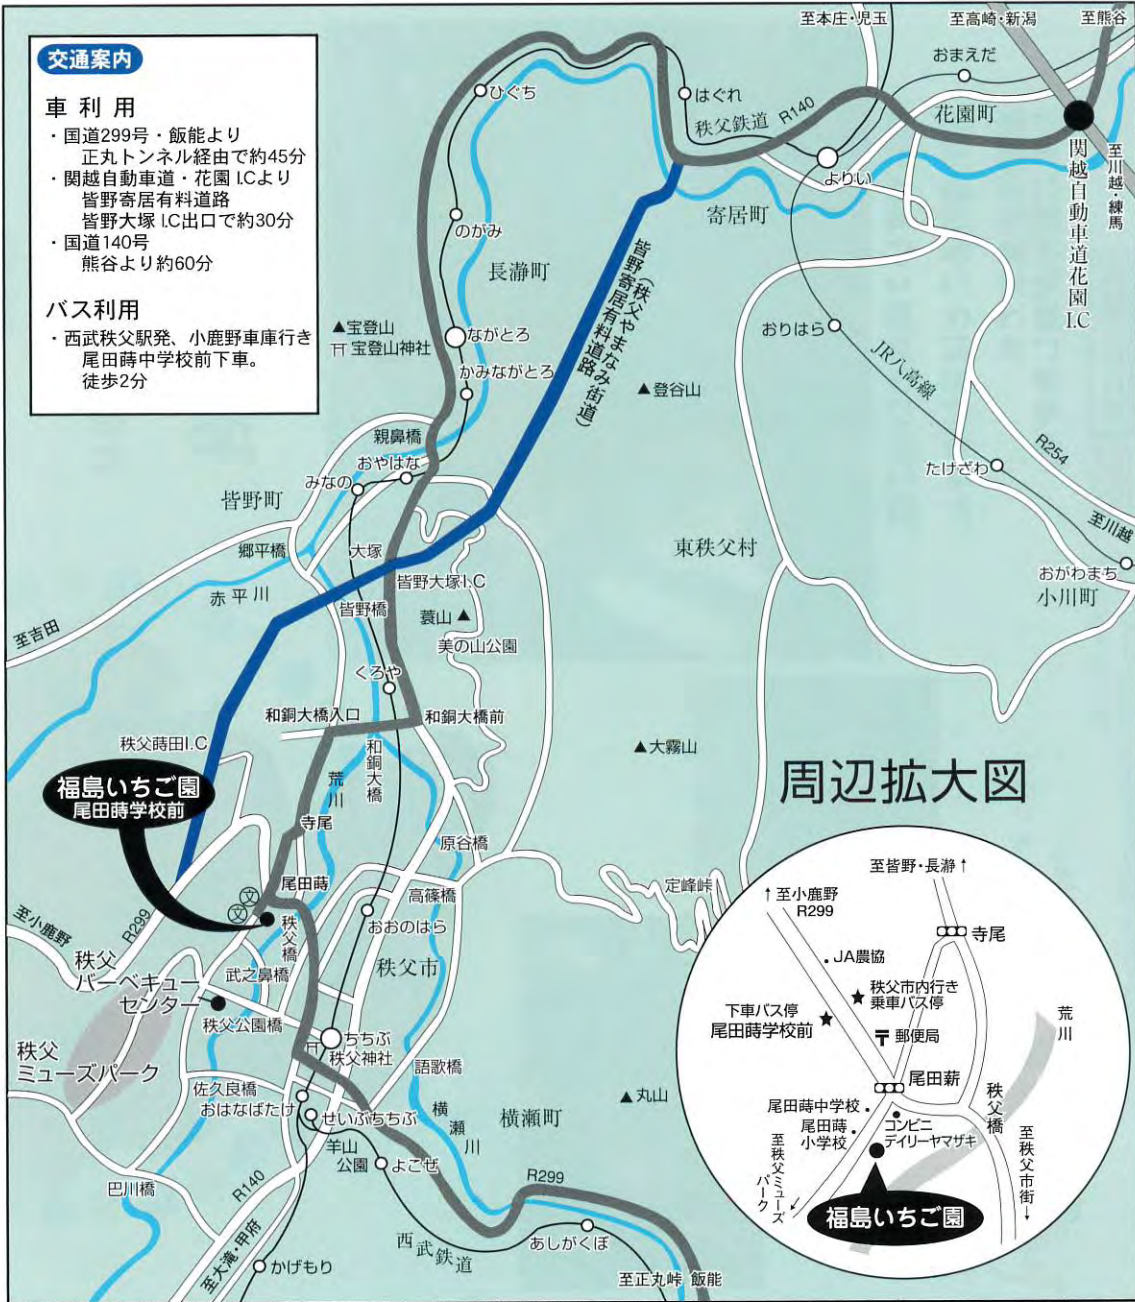 交通案内
車 利 用
・国道299号・飯能より
正丸トンネル経由で約45分
・関越自動車道・花園 I.Cより
皆野寄居有料道路
皆野大塚 I.C出口で約30分
・国道140号
熊谷より約60分
バス利用
・西武秩父駅発、小鹿野車庫行き
尾田蒔中学校前下車。
徒歩2分
至本庄・児玉
至高崎・新潟
至熊谷
おまえだ
ひぐち
はぐれ
秩父鉄道
R140
花園町
関越自動車道花園I.C
至川越・練馬
よりい
寄居町
のがみ
長瀞町
皆野寄居有料道路
(秩父やまなみ街道)
▲宝登山
宝登山神社
ながとろ
かみながとろ
おりはら
JR八高線
▲登谷山
親鼻橋
おやはな
みなの
皆野町
たけざわ
R254
至川越
おがわまち
小川町
郷平橋
大塚
東秩父村
赤平川
皆野大塚I.C
皆野橋
蓑山▲
至吉田
美の山公園
くろや
和銅大橋入口
和銅大橋前
秩父蒔田I.C
和銅大橋
▲大霧山
荒川
福島いちご園
尾田蒔学校前
寺尾
原谷橋
尾田蒔
高篠橋
定峰峠
文
文
至小鹿野
R299
秩父橋
おおのはら
秩父市
秩父
バーベキュー
センター
武之鼻橋
秩父公園橋
ちちぶ
秩父神社
秩父
ミューズパーク
語歌橋
▲丸山
佐久良橋
おはなばたけ
せいぶちちぶ
横瀬川
横瀬町
羊山
公園
よこぜ
巴川橋
R140
R299
至大滝・甲府
西武鉄道
あしがくぼ
かげもり
至正丸峠 飯能
周辺拡大図
至皆野・長瀞↑
↑至小鹿野
R299
寺尾
・JA農協
★秩父市内行き
乗車バス停
荒川
下車バス停
尾田蒔学校前★
〒郵便局
尾田薪
秩父橋
尾田蒔中学校・
尾田蒔
小学校・
コンビニ
デイリーヤマザキ
至秩父ミューズ
パーク
至秩父市街→
福島いちご園